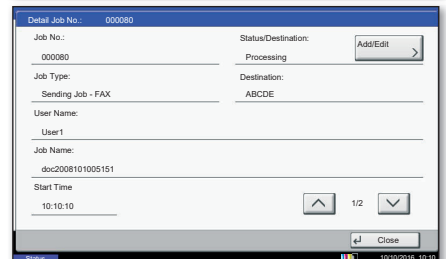 Detail Job No.: 000080
Job No.:
000080
Status/Destination:
Processing
Add/Edit
Job Type:
Sending Job - FAX
Destination:
ABCDE
User Name:
User1
Job Name:
doc2008101005151
Start Time
10:10:10
1/2
Close
Status
10/10/2016 10:10